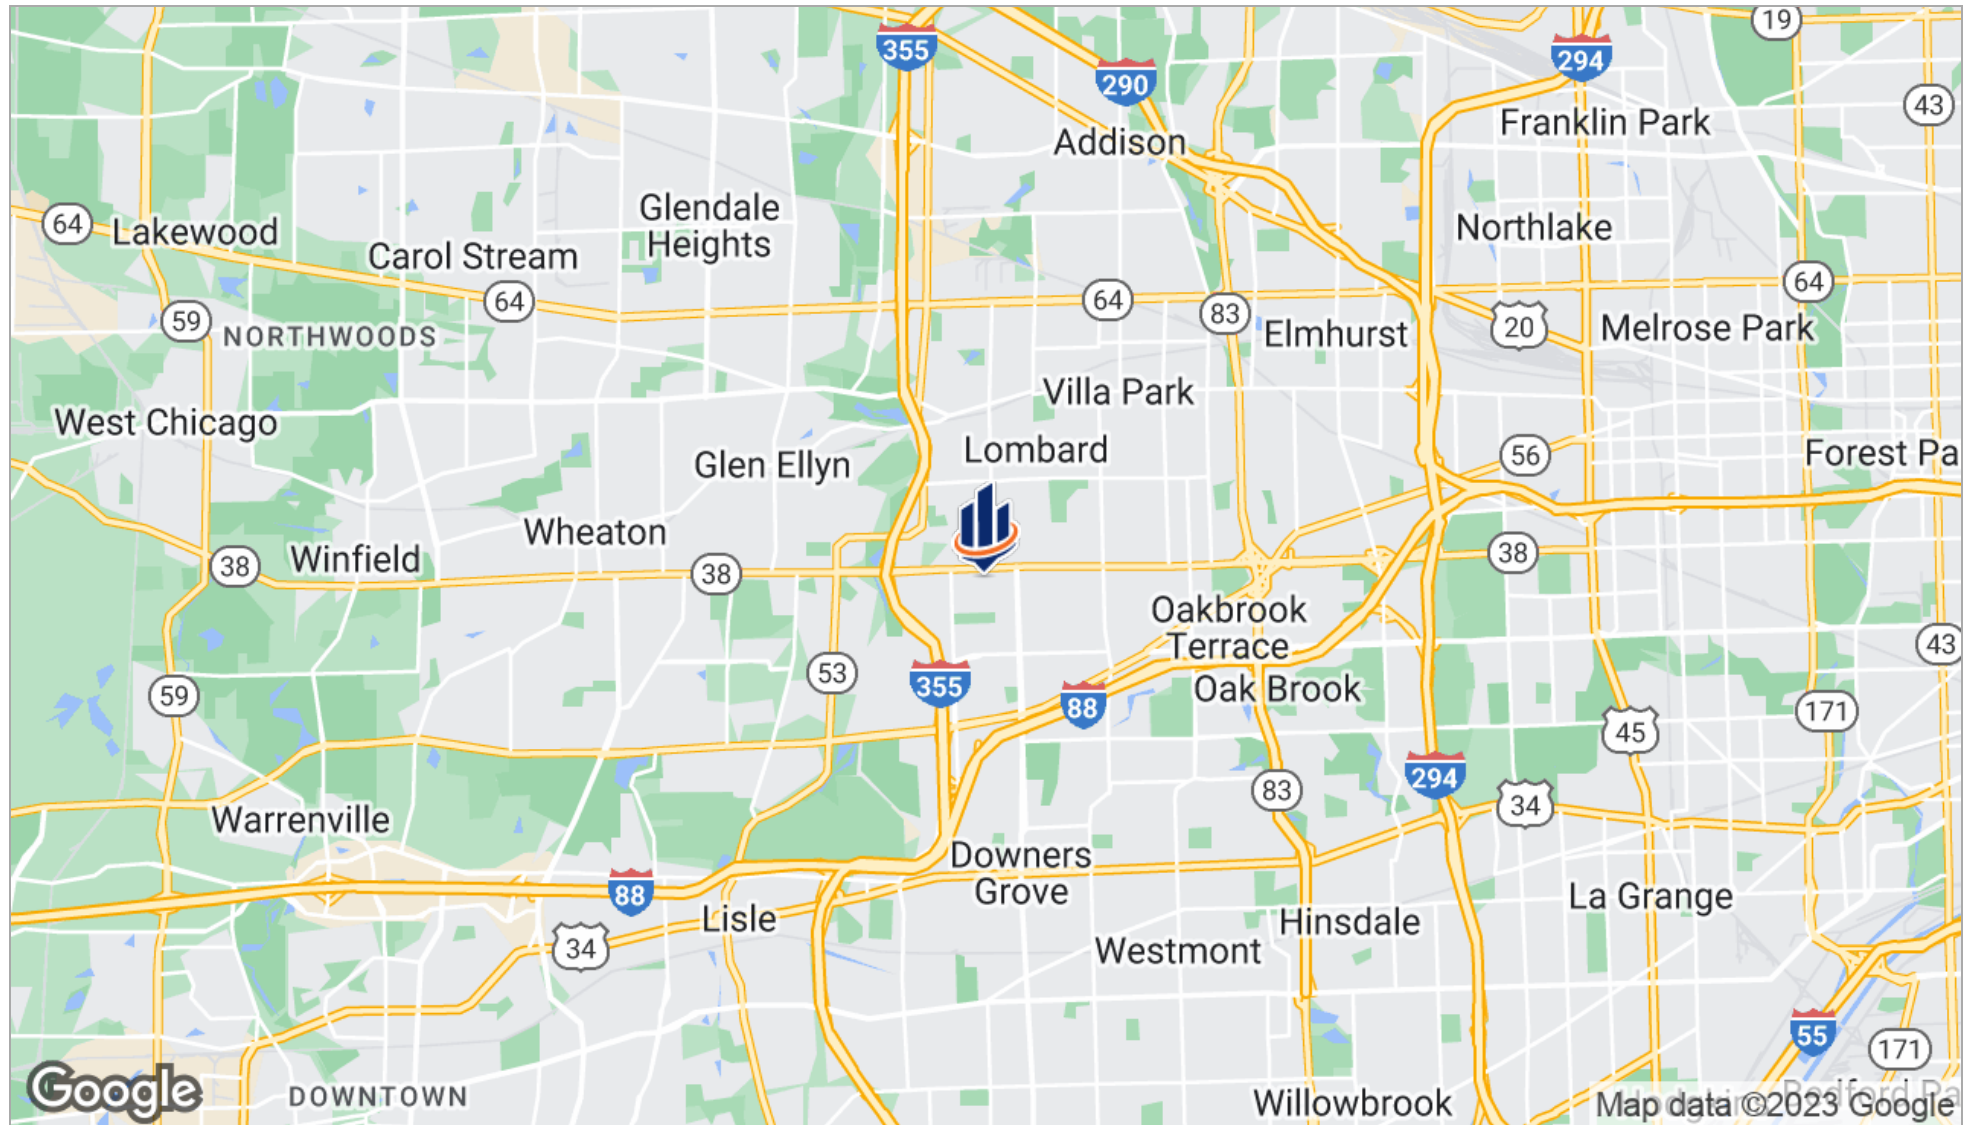 19
355
290
294
43
Franklin Park
Addison
Glendale
Heights
64
Lakewood
Northlake
Carol Stream
64
64
64
59
83
20
NORTHWOODS
Elmhurst
Melrose Park
Villa Park
West Chicago
Lombard
Glen Ellyn
56
Forest Pa
Wheaton
38
Winfield
38
38
Oakbrook
Terrace
43
53
355
Oak Brook
59
88
171
45
294
83
34
Warrenville
Downers
Grove
88
La Grange
Lisle
Hinsdale
34
Westmont
55
171
Google
DOWNTOWN
Willowbrook
Bedford Pa
Map data ©2023 Google